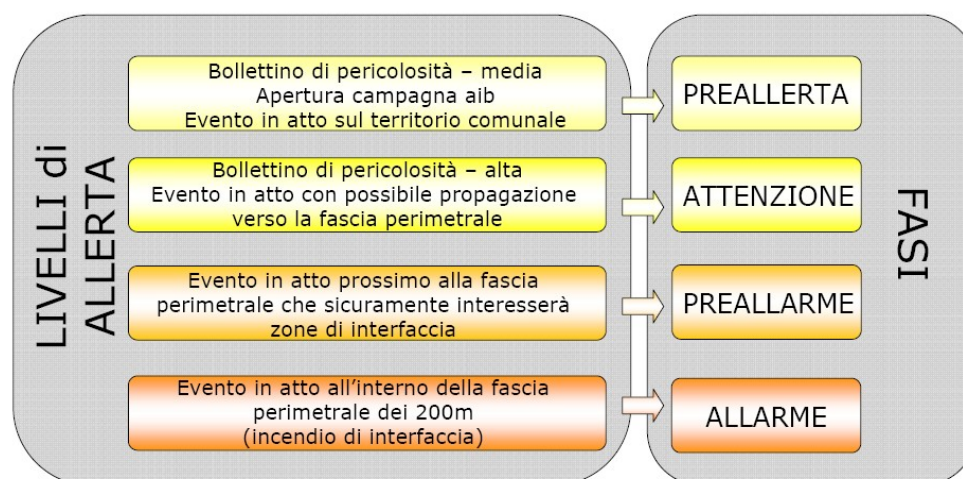 LIVELLI di
ALLERTA
Bollettino di pericolosità – media
Apertura campagna aib
Evento in atto sul territorio comunale
PREALLERTA
Bollettino di pericolosità – alta
Evento in atto con possibile propagazione
verso la fascia perimetrale
ATTENZIONE
Evento in atto prossimo alla fascia
perimetrale che sicuramente interesserà
zone di interfaccia
PREALLARME
Evento in atto all'interno della fascia
perimetrale dei 200m
(incendio di interfaccia)
ALLARME
FASI